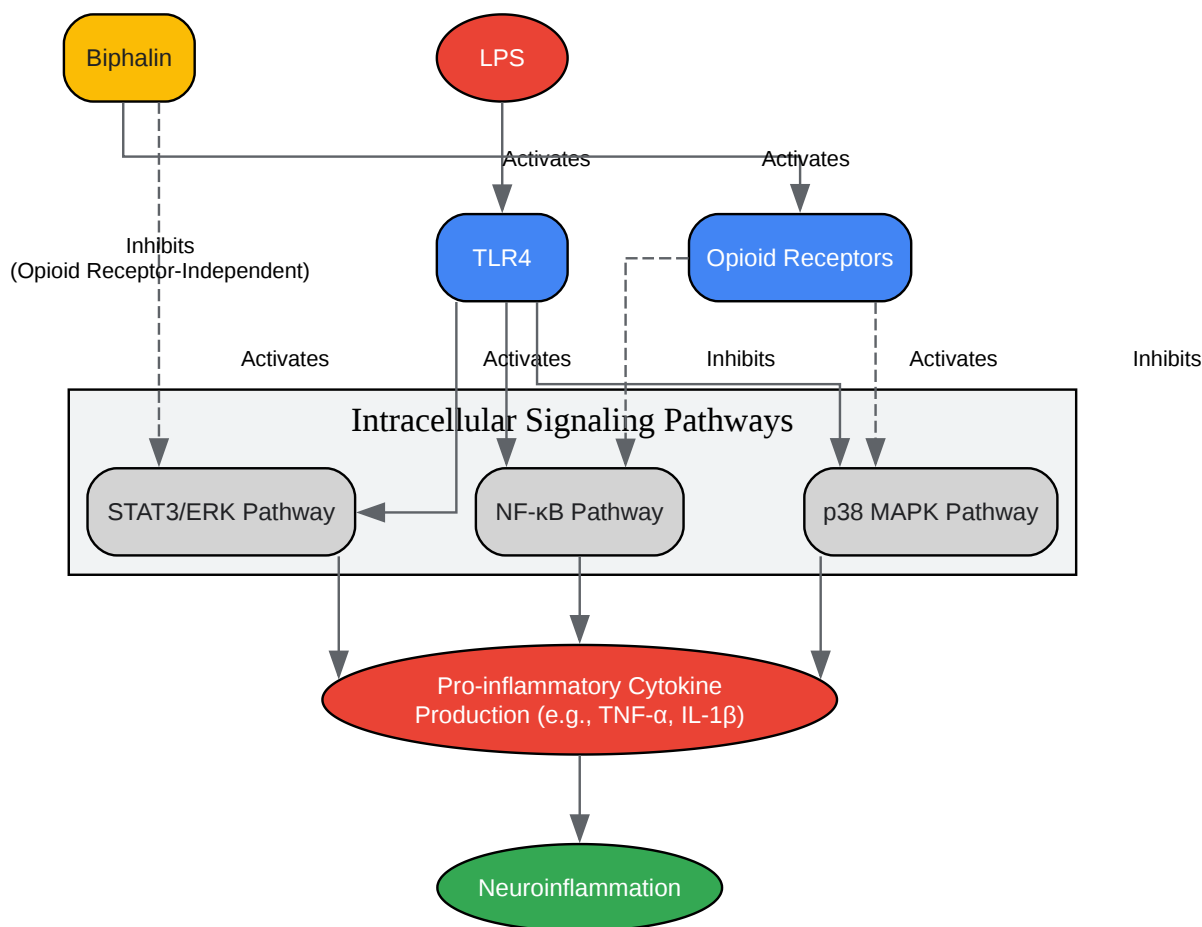 Biphalin
LPS
Activates
Activates
Inhibits
(Opioid Receptor-Independent)
TLR4
Opioid Receptors
Activates
Activates
Inhibits
Activates
Inhibits
Intracellular Signaling Pathways
STAT3/ERK Pathway
NF-κB Pathway
p38 MAPK Pathway
Pro-inflammatory Cytokine
Production (e.g., TNF-α, IL-1β)
Neuroinflammation